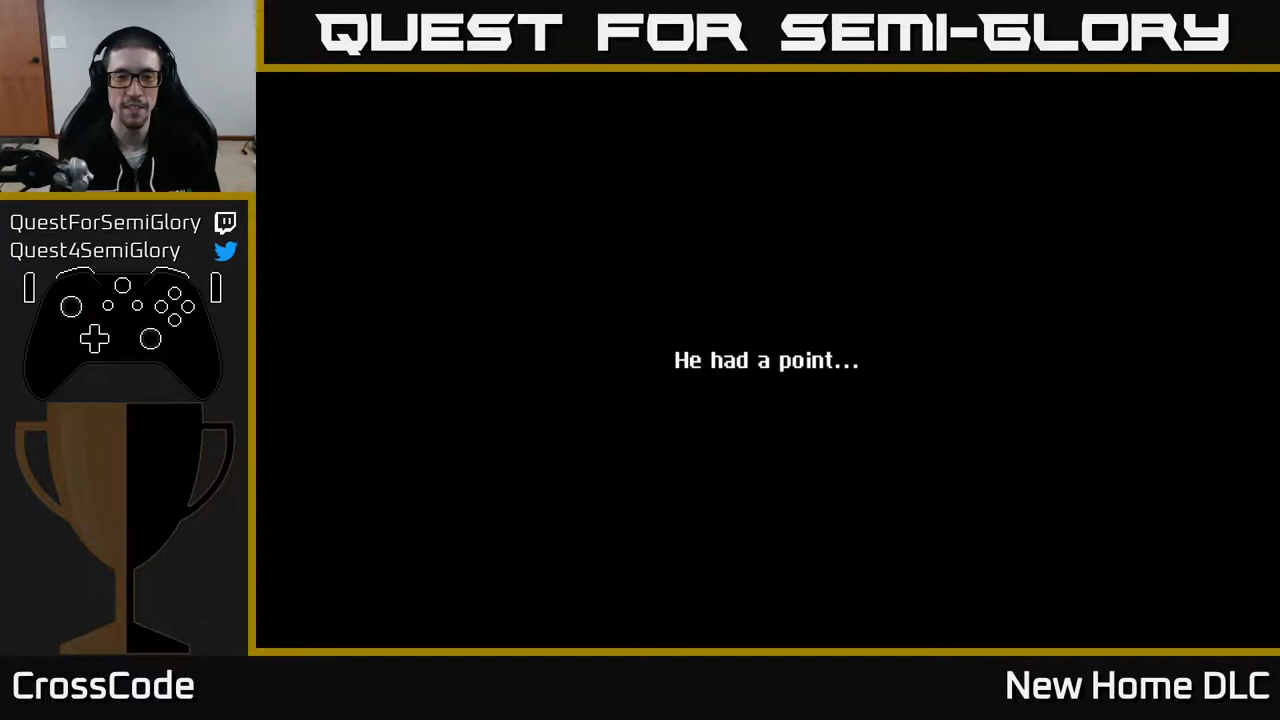 QUEST FOR SEMI-GLORY
QuestForSemiGlory
Quest4SemiGlory
He had a point...
CrossCode
New Home DLC